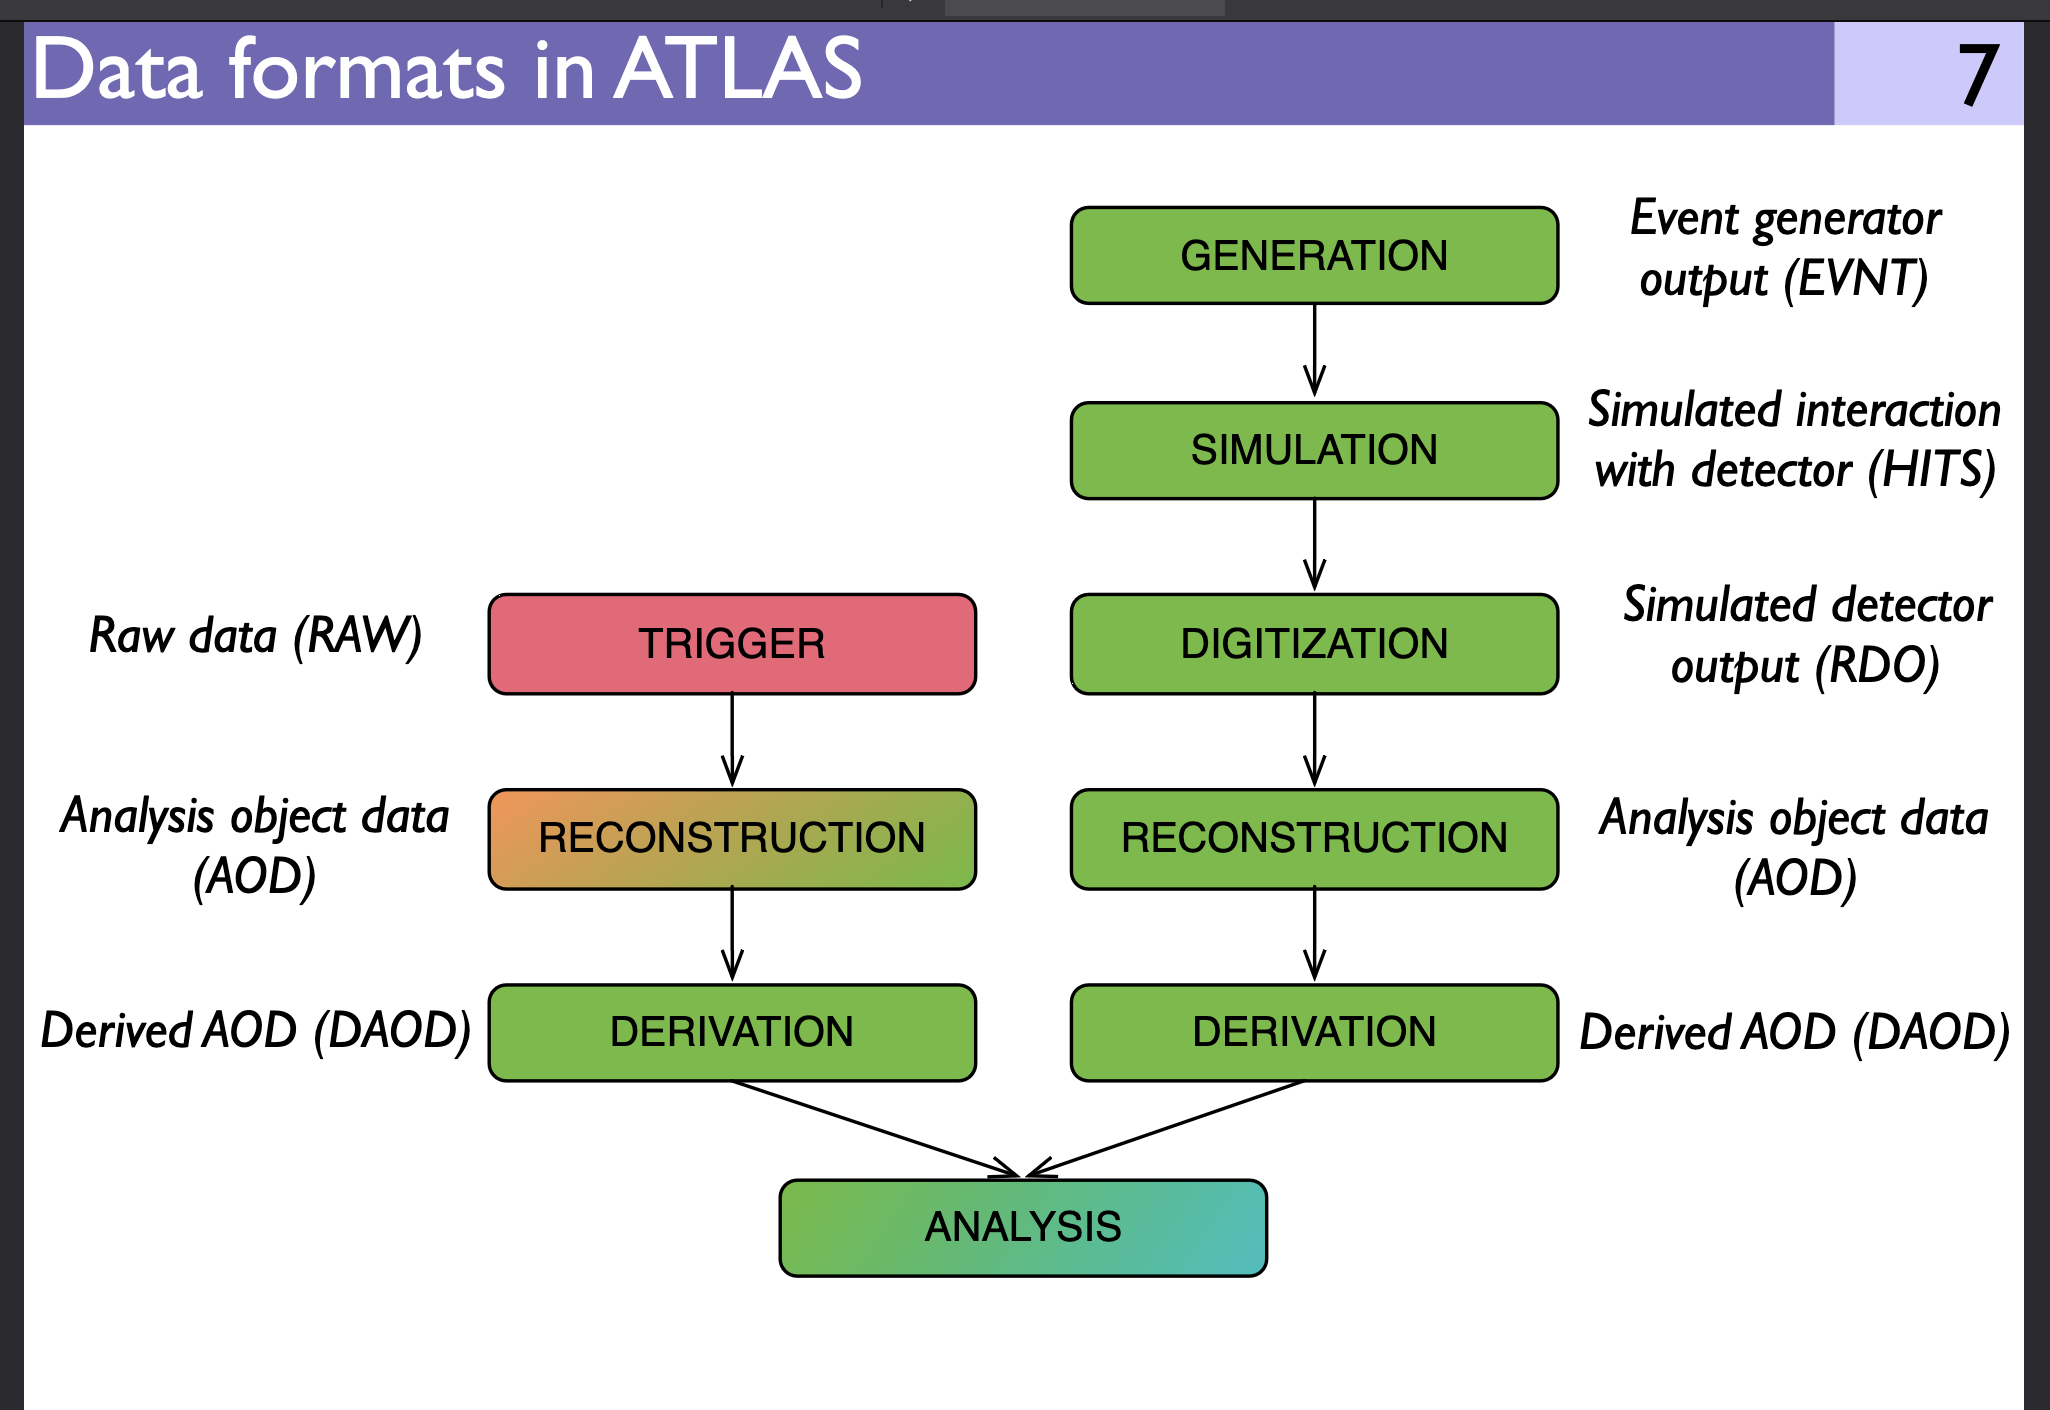 Data formats in ATLAS
7
GENERATION
Event generator
output (EVNT)
SIMULATION
Simulated interaction
with detector (HITS)
Raw data (RAW)
TRIGGER
DIGITIZATION
Simulated detector
output (RDO)
Analysis object data
(AOD)
RECONSTRUCTION
RECONSTRUCTION
Analysis object data
(AOD)
Derived AOD (DAOD)
DERIVATION
DERIVATION
Derived AOD (DAOD)
ANALYSIS